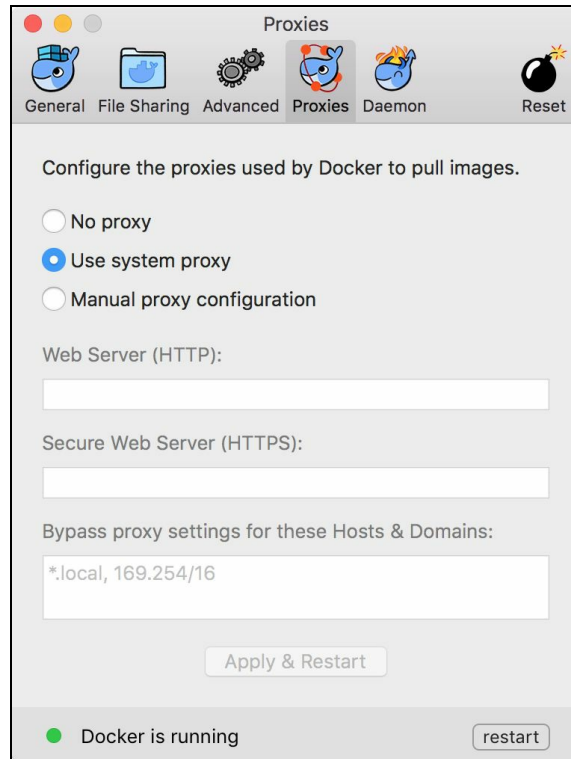 Proxies
General File Sharing Advanced Proxies Daemon Reset
Configure the proxies used by Docker to pull images.
No proxy
Use system proxy
Manual proxy configuration
Web Server (HTTP):
Secure Web Server (HTTPS):
Bypass proxy settings for these Hosts & Domains:
*.local, 169.254/16
Apply & Restart
Docker is running restart